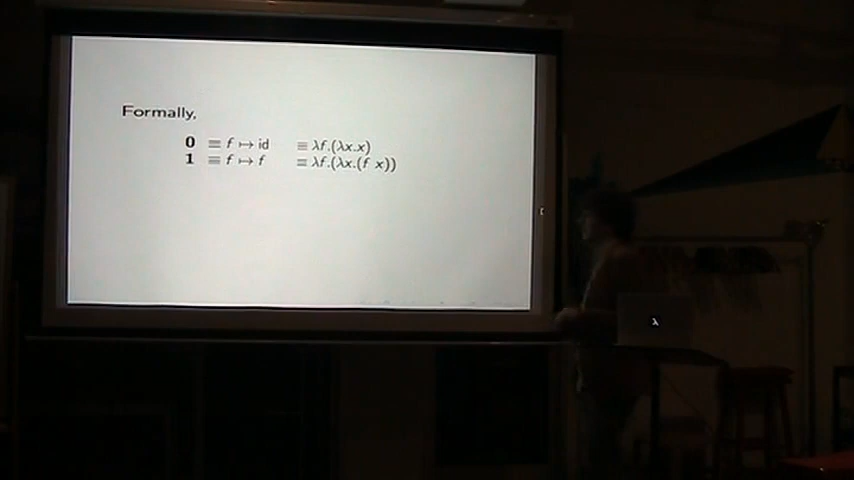 Formally,
0 ≡ f ↦ id ≡ λf.(λx.x)
1 ≡ f ↦ f ≡ λf.(λx.(f x))
λ